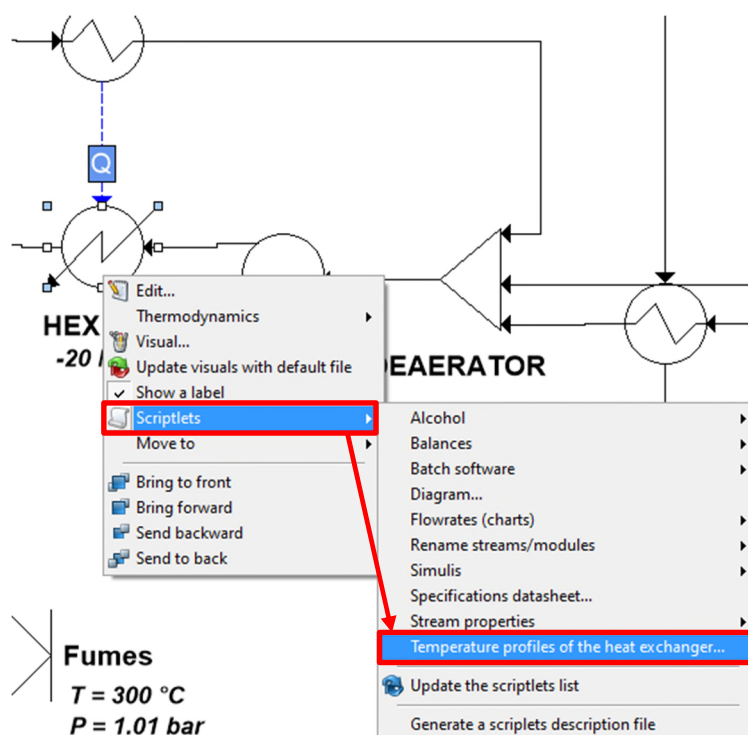 Q
HEX
-20
EAERATOR
Edit...
Thermodynamics
Visual...
Update visuals with default file
Show a label
Scriptlets
Move to
Bring to front
Bring forward
Send backward
Send to back
Alcohol
Balances
Batch software
Diagram...
Flowrates (charts)
Rename streams/modules
Simulis
Specifications datasheet...
Stream properties
Temperature profiles of the heat exchanger...
Update the scriptlets list
Generate a scriplets description file
Fumes
T = 300 °C
P = 1.01 bar